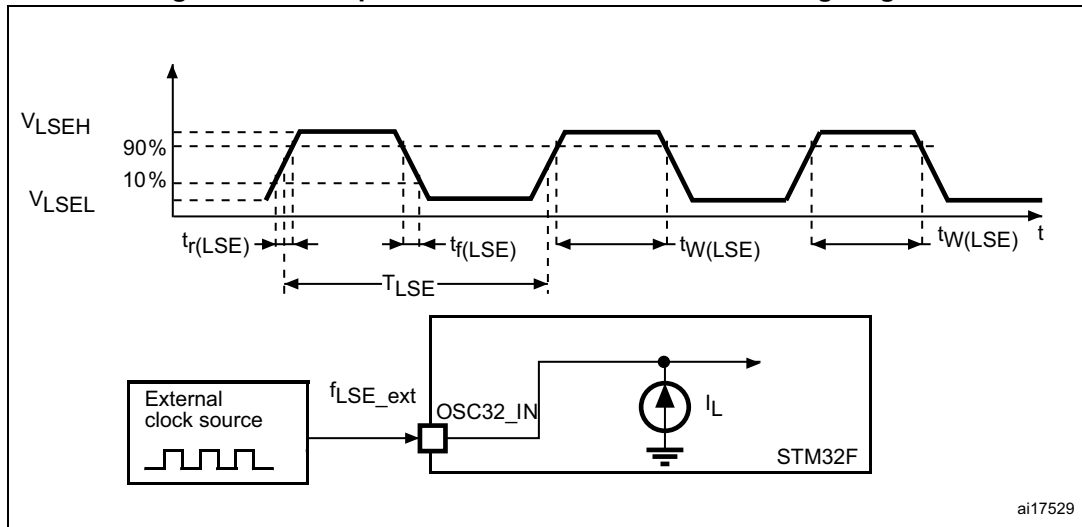 VLSEH
90%
10%
VLSEL
tr(LSE)
tf(LSE)
tW(LSE)
tW(LSE)
t
TLSE
External
clock source
fLSE_ext
OSC32_IN
IL
STM32F
ai17529